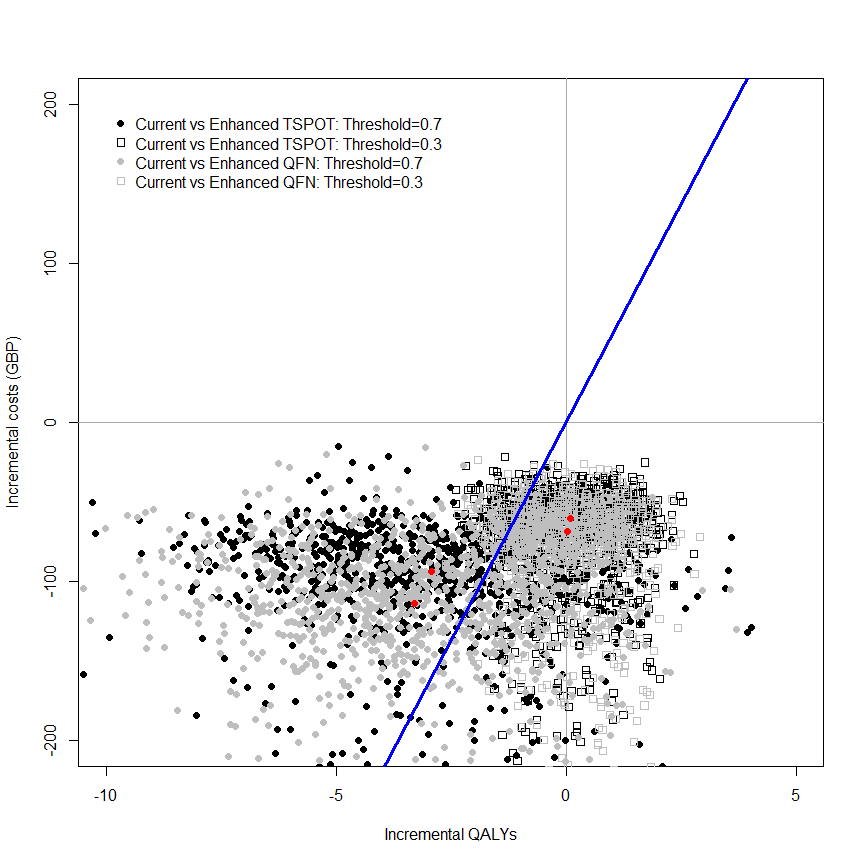 Current vs Enhanced TSPOT: Threshold=0.7
Current vs Enhanced TSPOT: Threshold=0.3
Current vs Enhanced QFN: Threshold=0.7
Current vs Enhanced QFN: Threshold=0.3
Incremental costs (GBP)
200
100
0
-100
-200
-10
-5
0
5
Incremental QALYs